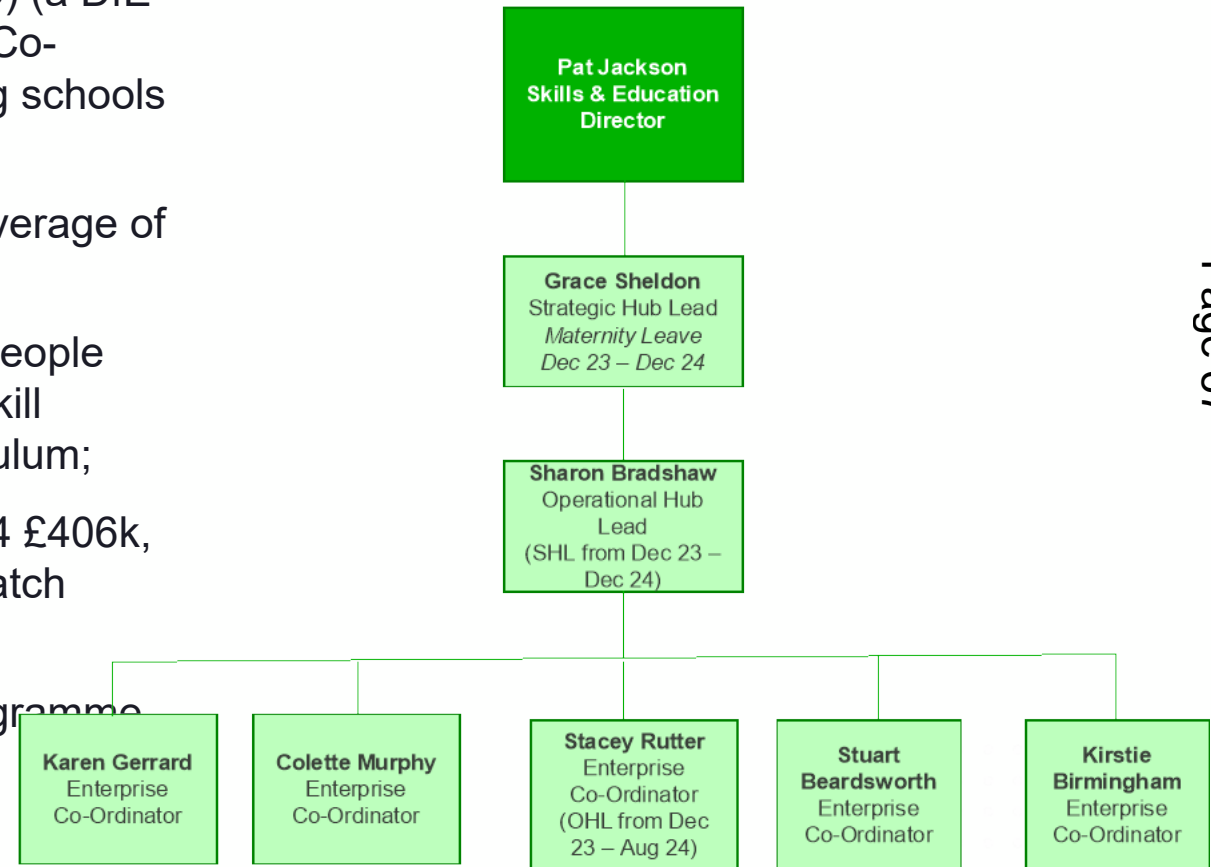 ) (a DfE
Co-
g schools
verage of
eople
kill
ulum;
4 £406k,
atch
gramme
Pat Jackson
Skills & Education
Director
Grace Sheldon
Strategic Hub Lead
Maternity Leave
Dec 23 – Dec 24
Sharon Bradshaw
Operational Hub
Lead
(SHL from Dec 23 –
Dec 24)
Karen Gerrard
Enterprise
Co-Ordinator
Colette Murphy
Enterprise
Co-Ordinator
Stacey Rutter
Enterprise
Co-Ordinator
(OHL from Dec
23 – Aug 24)
Stuart
Beardsworth
Enterprise
Co-Ordinator
Kirstie
Birmingham
Enterprise
Co-Ordinator
Page